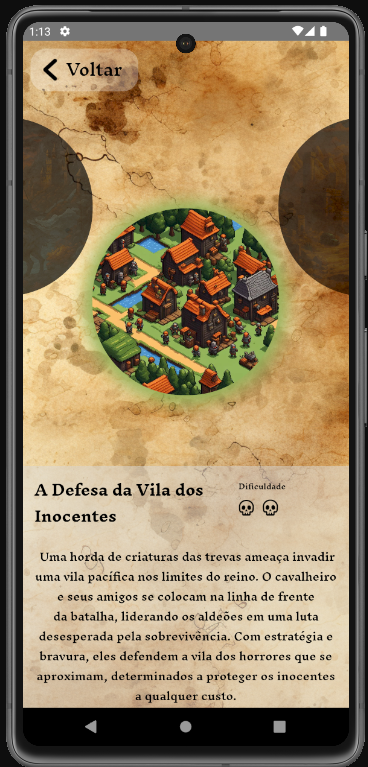 1:13
Voltar
A Defesa da Vila dos
Inocentes
Dificuldade
Uma horda de criaturas das trevas ameaça invadir
uma vila pacífica nos limites do reino. O cavalheiro
e seus amigos se colocam na linha de frente
da batalha, liderando os aldeões em uma luta
desesperada pela sobrevivência. Com estratégia e
bravura, eles defendem a vila dos horrores que se
aproximam, determinados a proteger os inocentes
a qualquer custo.